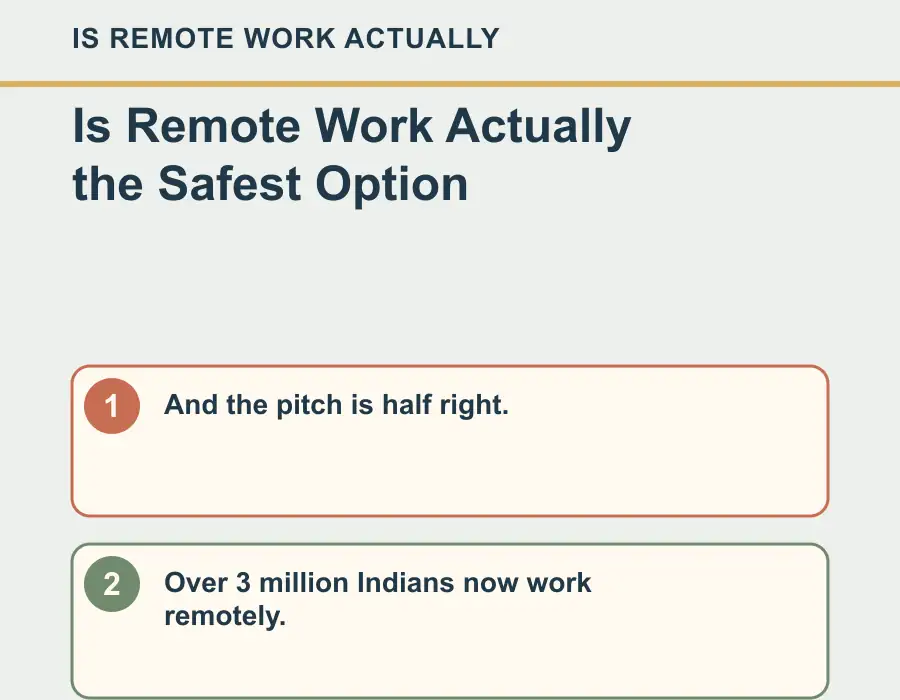 IS REMOTE WORK ACTUALLY
Is Remote Work Actually
the Safest Option
1
And the pitch is half right.
2
Over 3 million Indians now work
remotely.